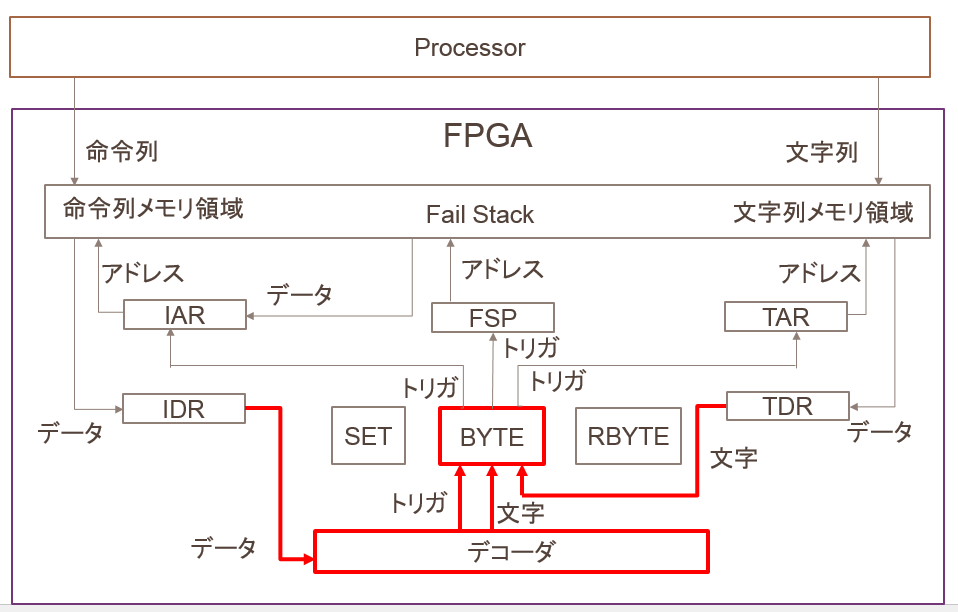 Processor
FPGA
命令列
文字列
命令列メモリ領域
Fail Stack
文字列メモリ領域
アドレス
データ
アドレス
アドレス
IAR
FSP
TAR
トリガ
トリガ
トリガ
IDR
TDR
データ
SET
BYTE
RBYTE
データ
文字
トリガ
文字
データ
デコーダ